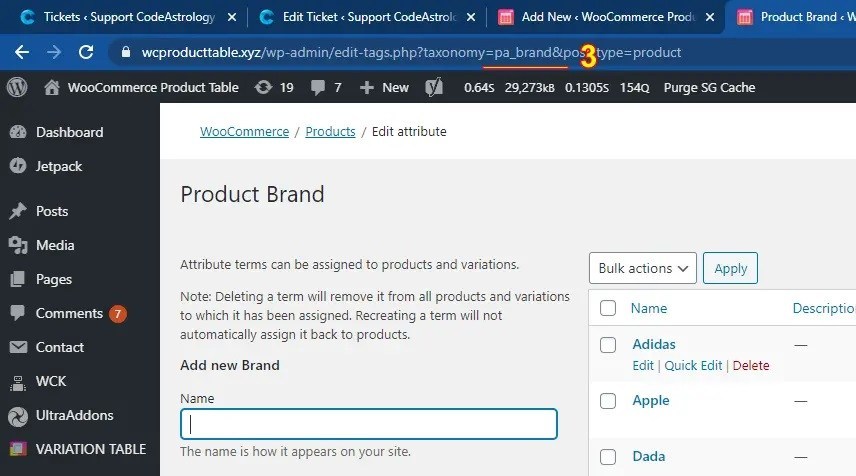 Tickets ‹ Support CodeAstrology
Edit Ticket ‹ Support CodeAstrol
Add New ‹ WooCommerce Produ
Product Brand ‹ W
wcproducttable.xyz/wp-admin/edit-tags.php?taxonomy=pa_brand&pos type=product
3
WooCommerce Product Table
19
7
New
0.64S
29,273KB
0.1305S
154Q
Purge SG Cache
Dashboard
Jetpack
Posts
Media
Pages
Comments 7
Contact
WCK
UltraAddons
VARIATION TABLE
WooCommerce / Products / Edit attribute
Product Brand
Attribute terms can be assigned to products and variations.
Note: Deleting a term will remove it from all products and variations
to which it has been assigned. Recreating a term will not
automatically assign it back to products.
Add new Brand
Name
The name is how it appears on your site.
Bulk actions
Apply
Name
Descriptio
Adidas
—
Edit | Quick Edit | Delete
Apple
—
Dada
—